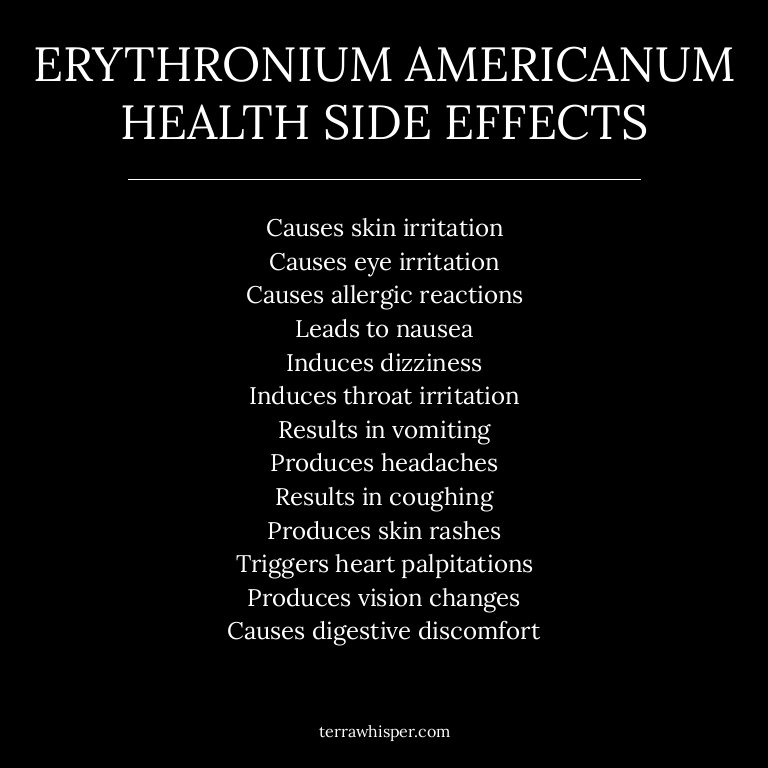 ERYTHRONIUM AMERICANUM
HEALTH SIDE EFFECTS
Causes skin irritation
Causes eye irritation
Causes allergic reactions
Leads to nausea
Induces dizziness
Induces throat irritation
Results in vomiting
Produces headaches
Results in coughing
Produces skin rashes
Triggers heart palpitations
Produces vision changes
Causes digestive discomfort
terrawhisper.com